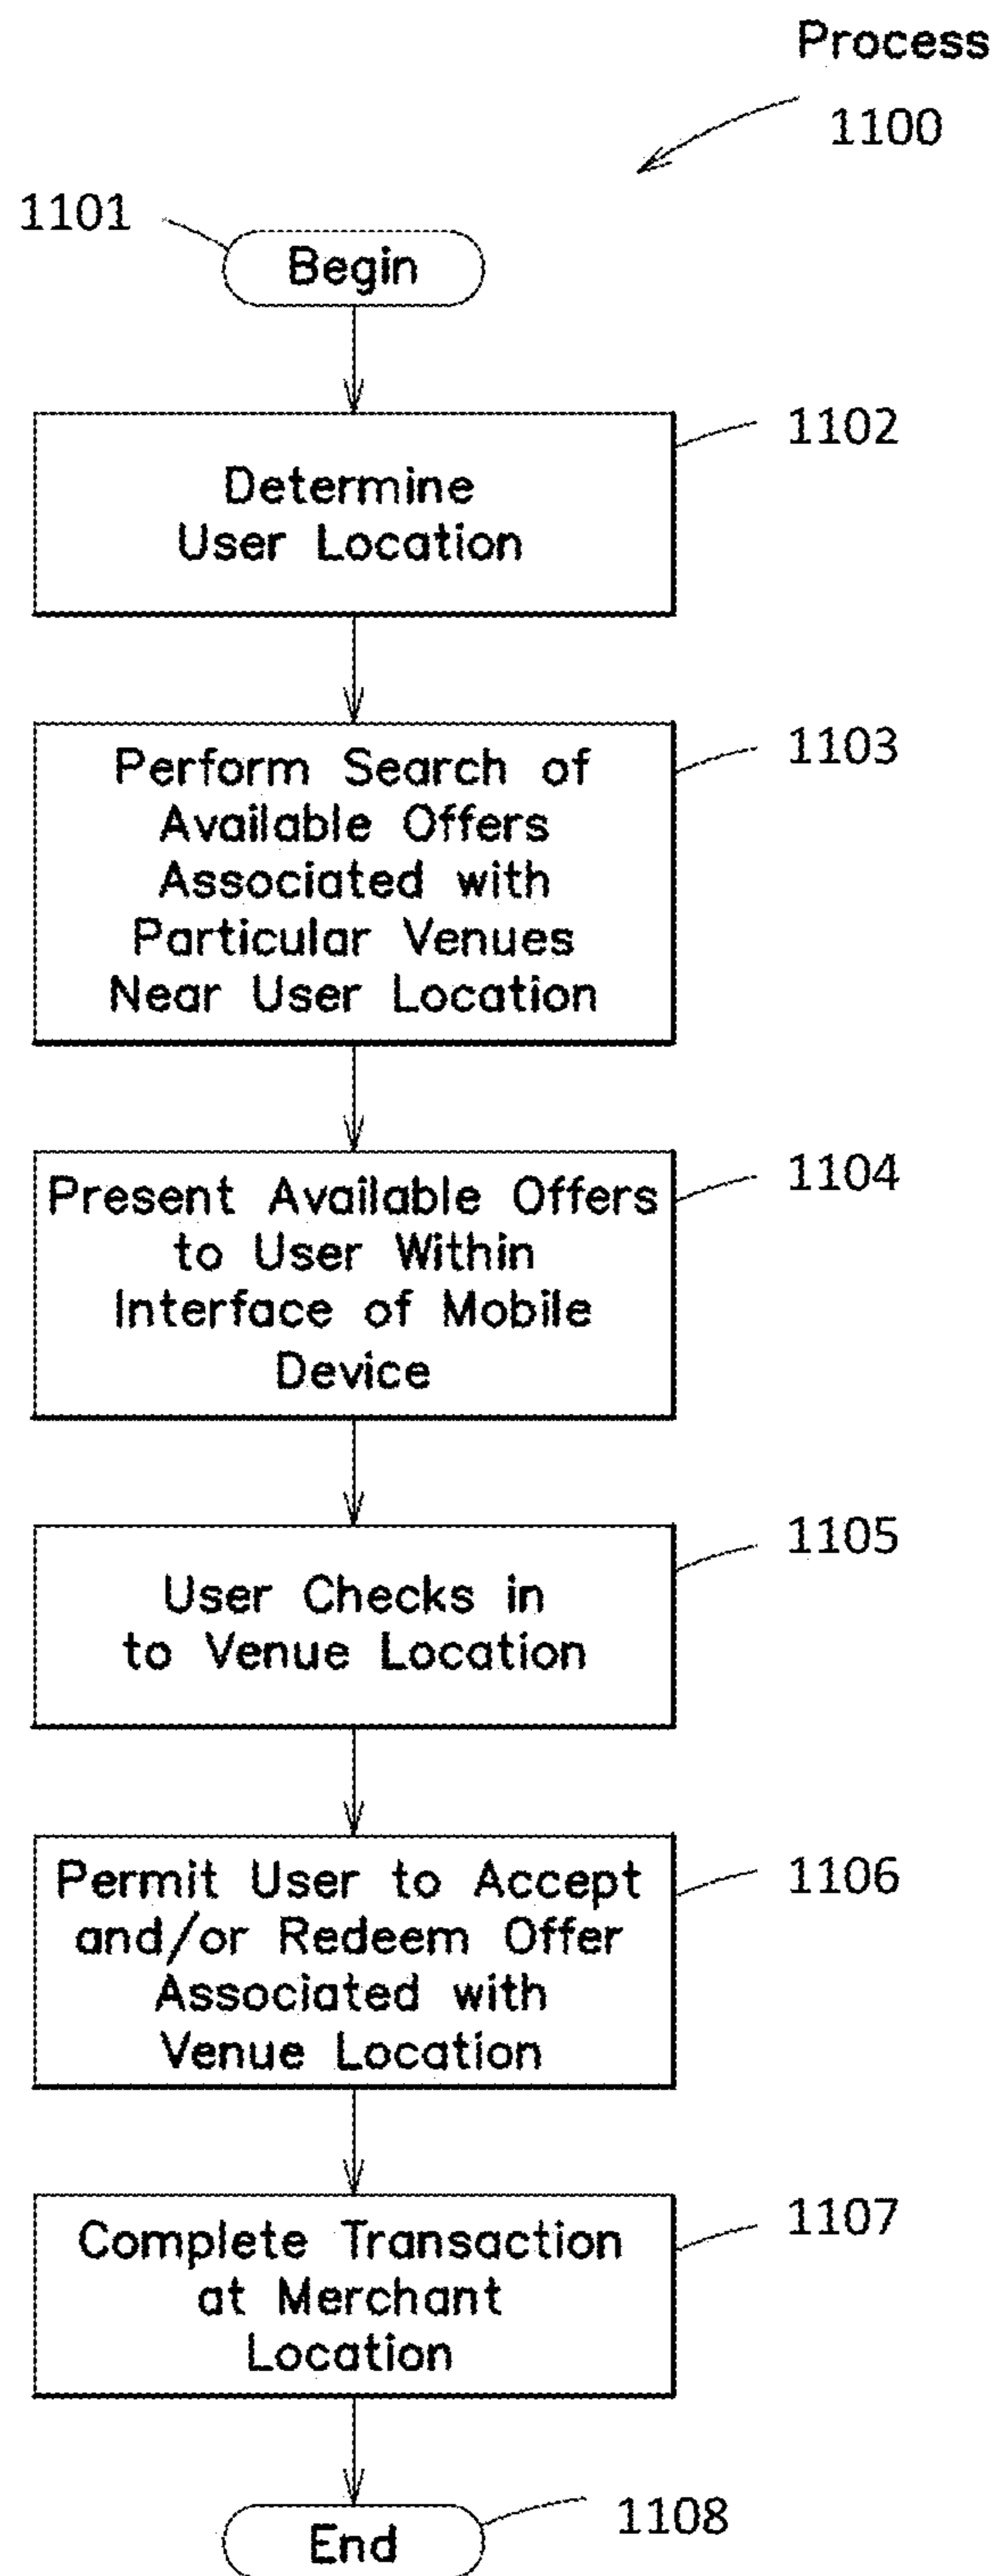 Process
1100
1101
Begin
1102
Determine
User Location
1103
Perform Search of
Available Offers
Associated with
Particular Venues
Near User Location
1104
Present Available Offers
to User Within
Interface of Mobile
Device
1105
User Checks in
to Venue Location
1106
Permit User to Accept
and/or Redeem Offer
Associated with
Venue Location
1107
Complete Transaction
at Merchant
Location
End
1108